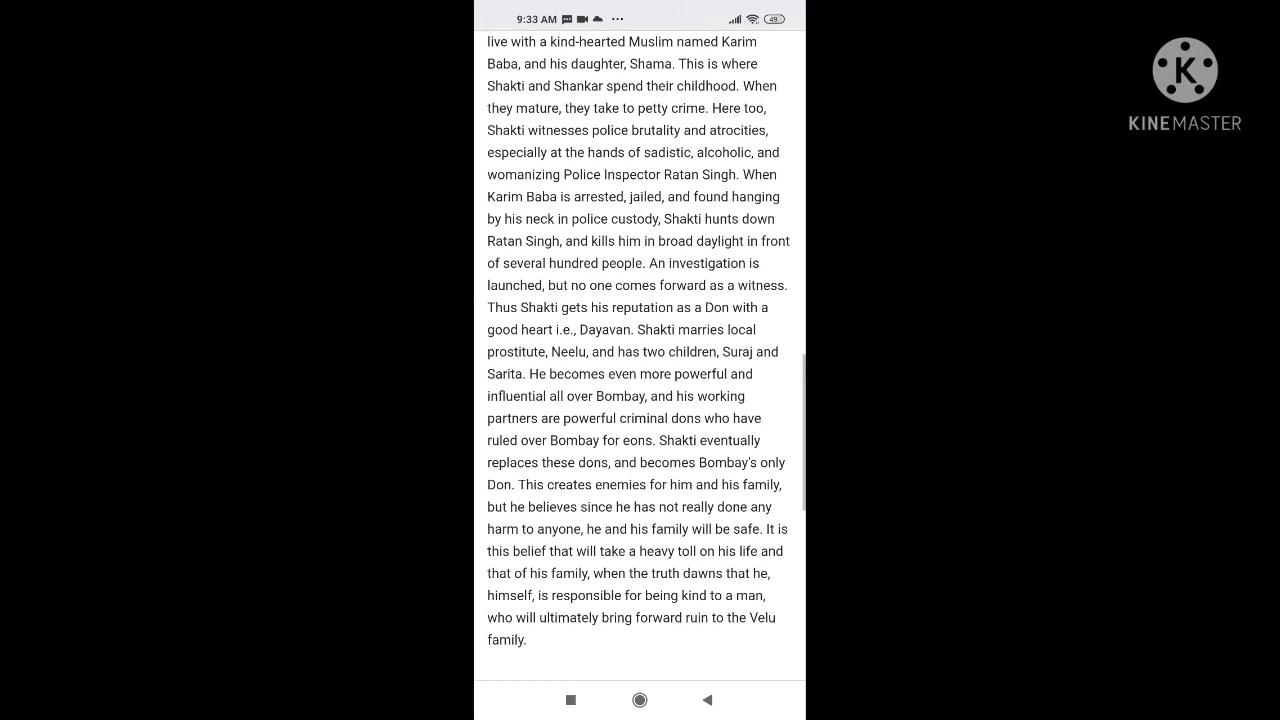 9:33 AM
49
live with a kind-hearted Muslim named Karim
Baba, and his daughter, Shama. This is where
Shakti and Shankar spend their childhood. When
they mature, they take to petty crime. Here too,
Shakti witnesses police brutality and atrocities,
especially at the hands of sadistic, alcoholic, and
womanizing Police Inspector Ratan Singh. When
Karim Baba is arrested, jailed, and found hanging
by his neck in police custody, Shakti hunts down
Ratan Singh, and kills him in broad daylight in front
of several hundred people. An investigation is
launched, but no one comes forward as a witness.
Thus Shakti gets his reputation as a Don with a
good heart i.e., Dayavan. Shakti marries local
prostitute, Neelu, and has two children, Suraj and
Sarita. He becomes even more powerful and
influential all over Bombay, and his working
partners are powerful criminal dons who have
ruled over Bombay for eons. Shakti eventually
replaces these dons, and becomes Bombay's only
Don. This creates enemies for him and his family,
but he believes since he has not really done any
harm to anyone, he and his family will be safe. It is
this belief that will take a heavy toll on his life and
that of his family, when the truth dawns that he,
himself, is responsible for being kind to a man,
who will ultimately bring forward ruin to the Velu
family.
K
KINEMASTER